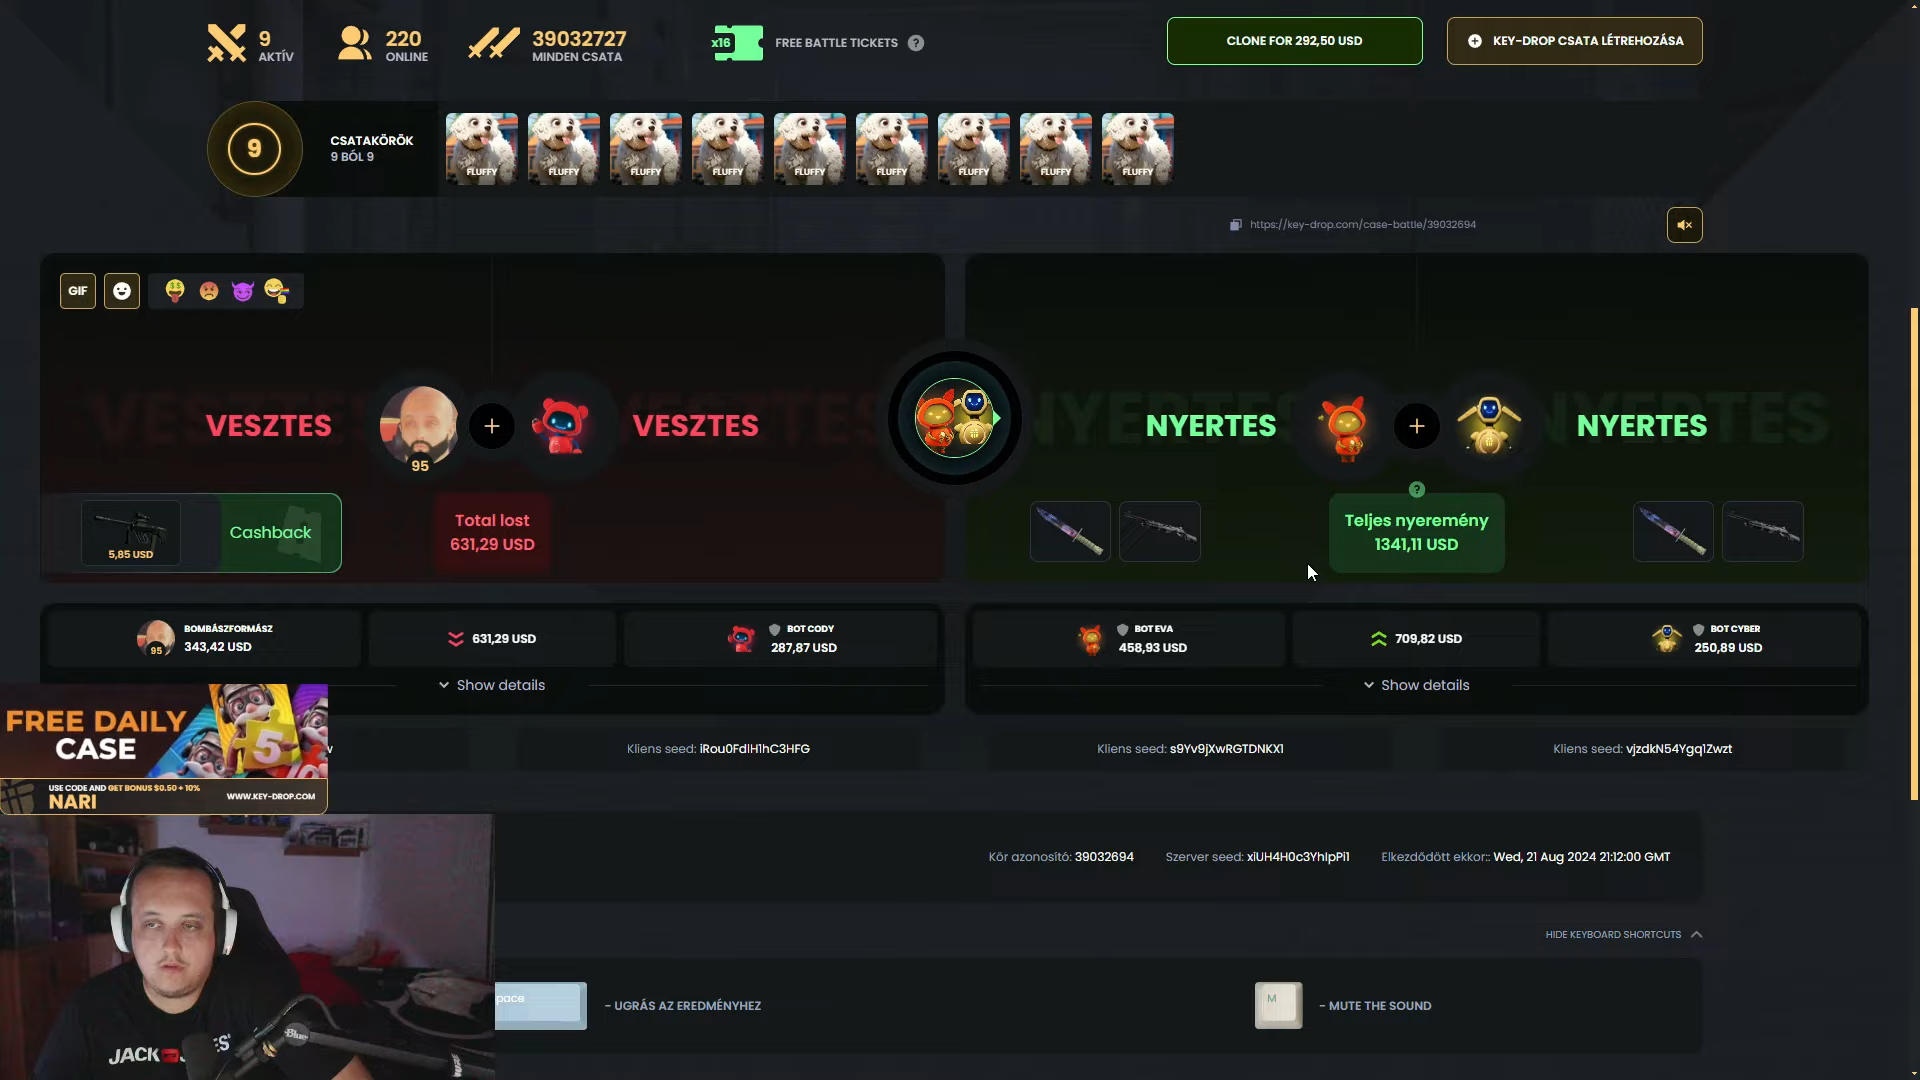 9
AKTÍV
220
ONLINE
39032727
MINDEN CSATA
x16
FREE BATTLE TICKETS ?
CLONE FOR 292,50 USD
KEY-DROP CSATA LÉTREHOZÁSA
9
CSATAKÖRÖK
9 BÓL 9
FLUFFY FLUFFY FLUFFY FLUFFY FLUFFY FLUFFY FLUFFY FLUFFY FLUFFY
https://key-drop.com/case-battle/39032694
GIF
VESZTES
95
VESZTES
NYERTES
NYERTES
5,85 USD
Cashback
Total lost
631,29 USD
?
Teljes nyeremény
1341,11 USD
95
BOMBÁSZFORMÁSZ
343,42 USD
631,29 USD
BOT CODY
287,87 USD
BOT EVA
458,93 USD
709,82 USD
BOT CYBER
250,89 USD
Show details
Show details
FREE DAILY
CASE
5
USE CODE AND GET BONUS $0.50 + 10%
NARI
WWW.KEY-DROP.COM
Kliens seed: iRou0FdlH1hC3HFG
Kliens seed: s9Yv9jXwRGTDNKX1
Kliens seed: vjzdkN54Ygq1Zwzt
Kör azonosító: 39032694
Szerver seed: xiUH4H0c3YhlpPi1
Elkezdődött ekkor:: Wed, 21 Aug 2024 21:12:00 GMT
HIDE KEYBOARD SHORTCUTS
pace
- UGRÁS AZ EREDMÉNYHEZ
M
- MUTE THE SOUND
JACK
Blue